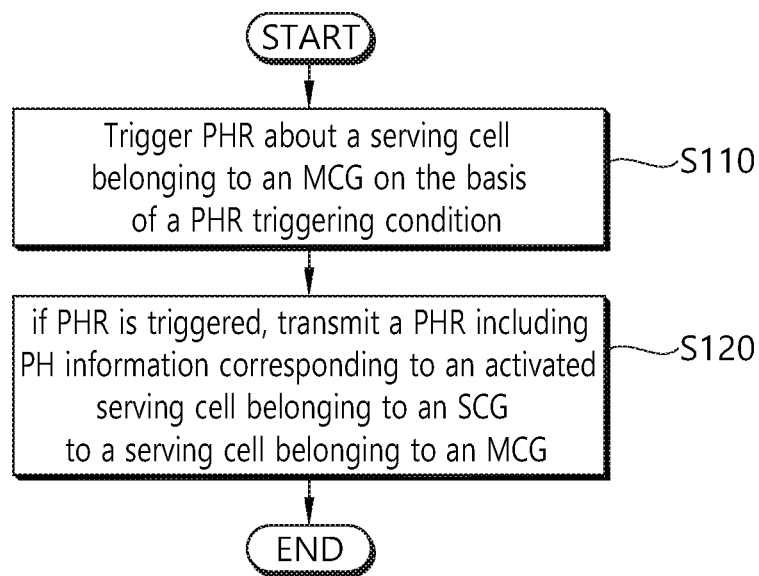 START
Trigger PHR about a serving cell
belonging to an MCG on the basis
of a PHR triggering condition
S110
if PHR is triggered, transmit a PHR including
PH information corresponding to an activated
serving cell belonging to an SCG
to a serving cell belonging to an MCG
S120
END